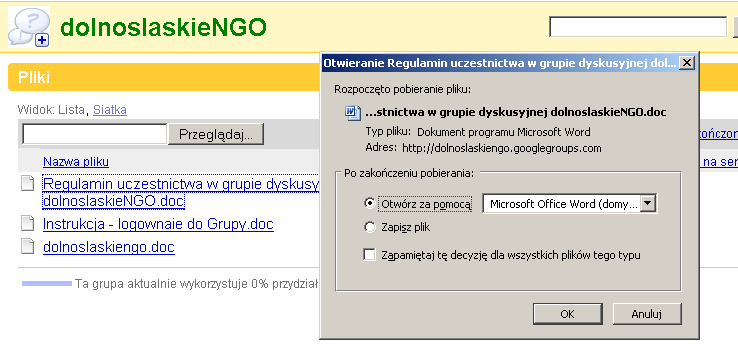 dolnoslaskieNGO
Pliki
Widok: Lista, Siatka
Przeglądaj...
Nazwa pliku
Regulamin uczestnictwa w grupie dyskusy
dolnoslaskieNGO.doc
Instrukcja - logownaie do Grupy.doc
dolnoslaskiengo.doc
Ta grupa aktualnie wykorzystuje 0% przydział
na ser
Otwieranie Regulamin uczestnictwa w grupie dyskusyjnej dol...
Rozpoczęto pobieranie pliku:
...stnictwa w grupie dyskusyjnej dolnoslaskieNGO.doc
Typ pliku: Dokument programu Microsoft Word
Adres: http://dolnoslaskiengo.googlegroups.com
Po zakończeniu pobierania:
Otwórz za pomocą Microsoft Office Word (domy...
Zapisz plik
Zapamiętaj tę decyzję dla wszystkich plików tego typu
OK Anuluj